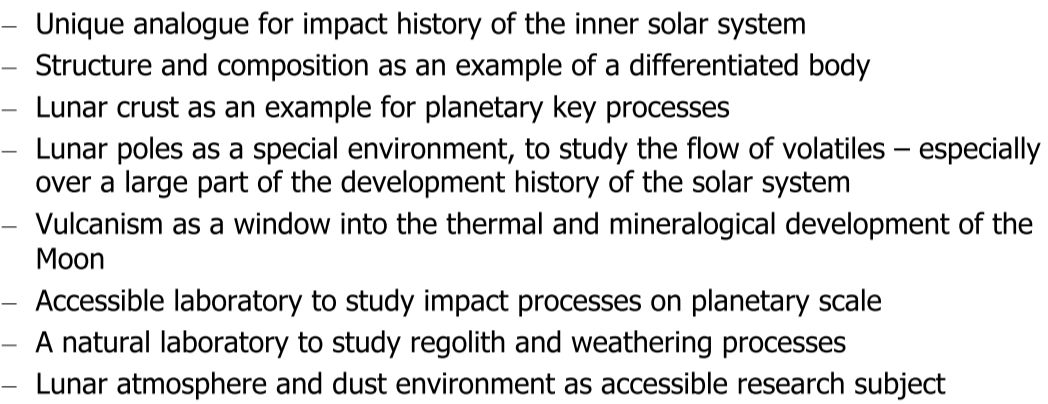 – Unique analogue for impact history of the inner solar system
– Structure and composition as an example of a differentiated body
– Lunar crust as an example for planetary key processes
– Lunar poles as a special environment, to study the flow of volatiles – especially
over a large part of the development history of the solar system
– Vulcanism as a window into the thermal and mineralogical development of the
Moon
– Accessible laboratory to study impact processes on planetary scale
– A natural laboratory to study regolith and weathering processes
– Lunar atmosphere and dust environment as accessible research subject